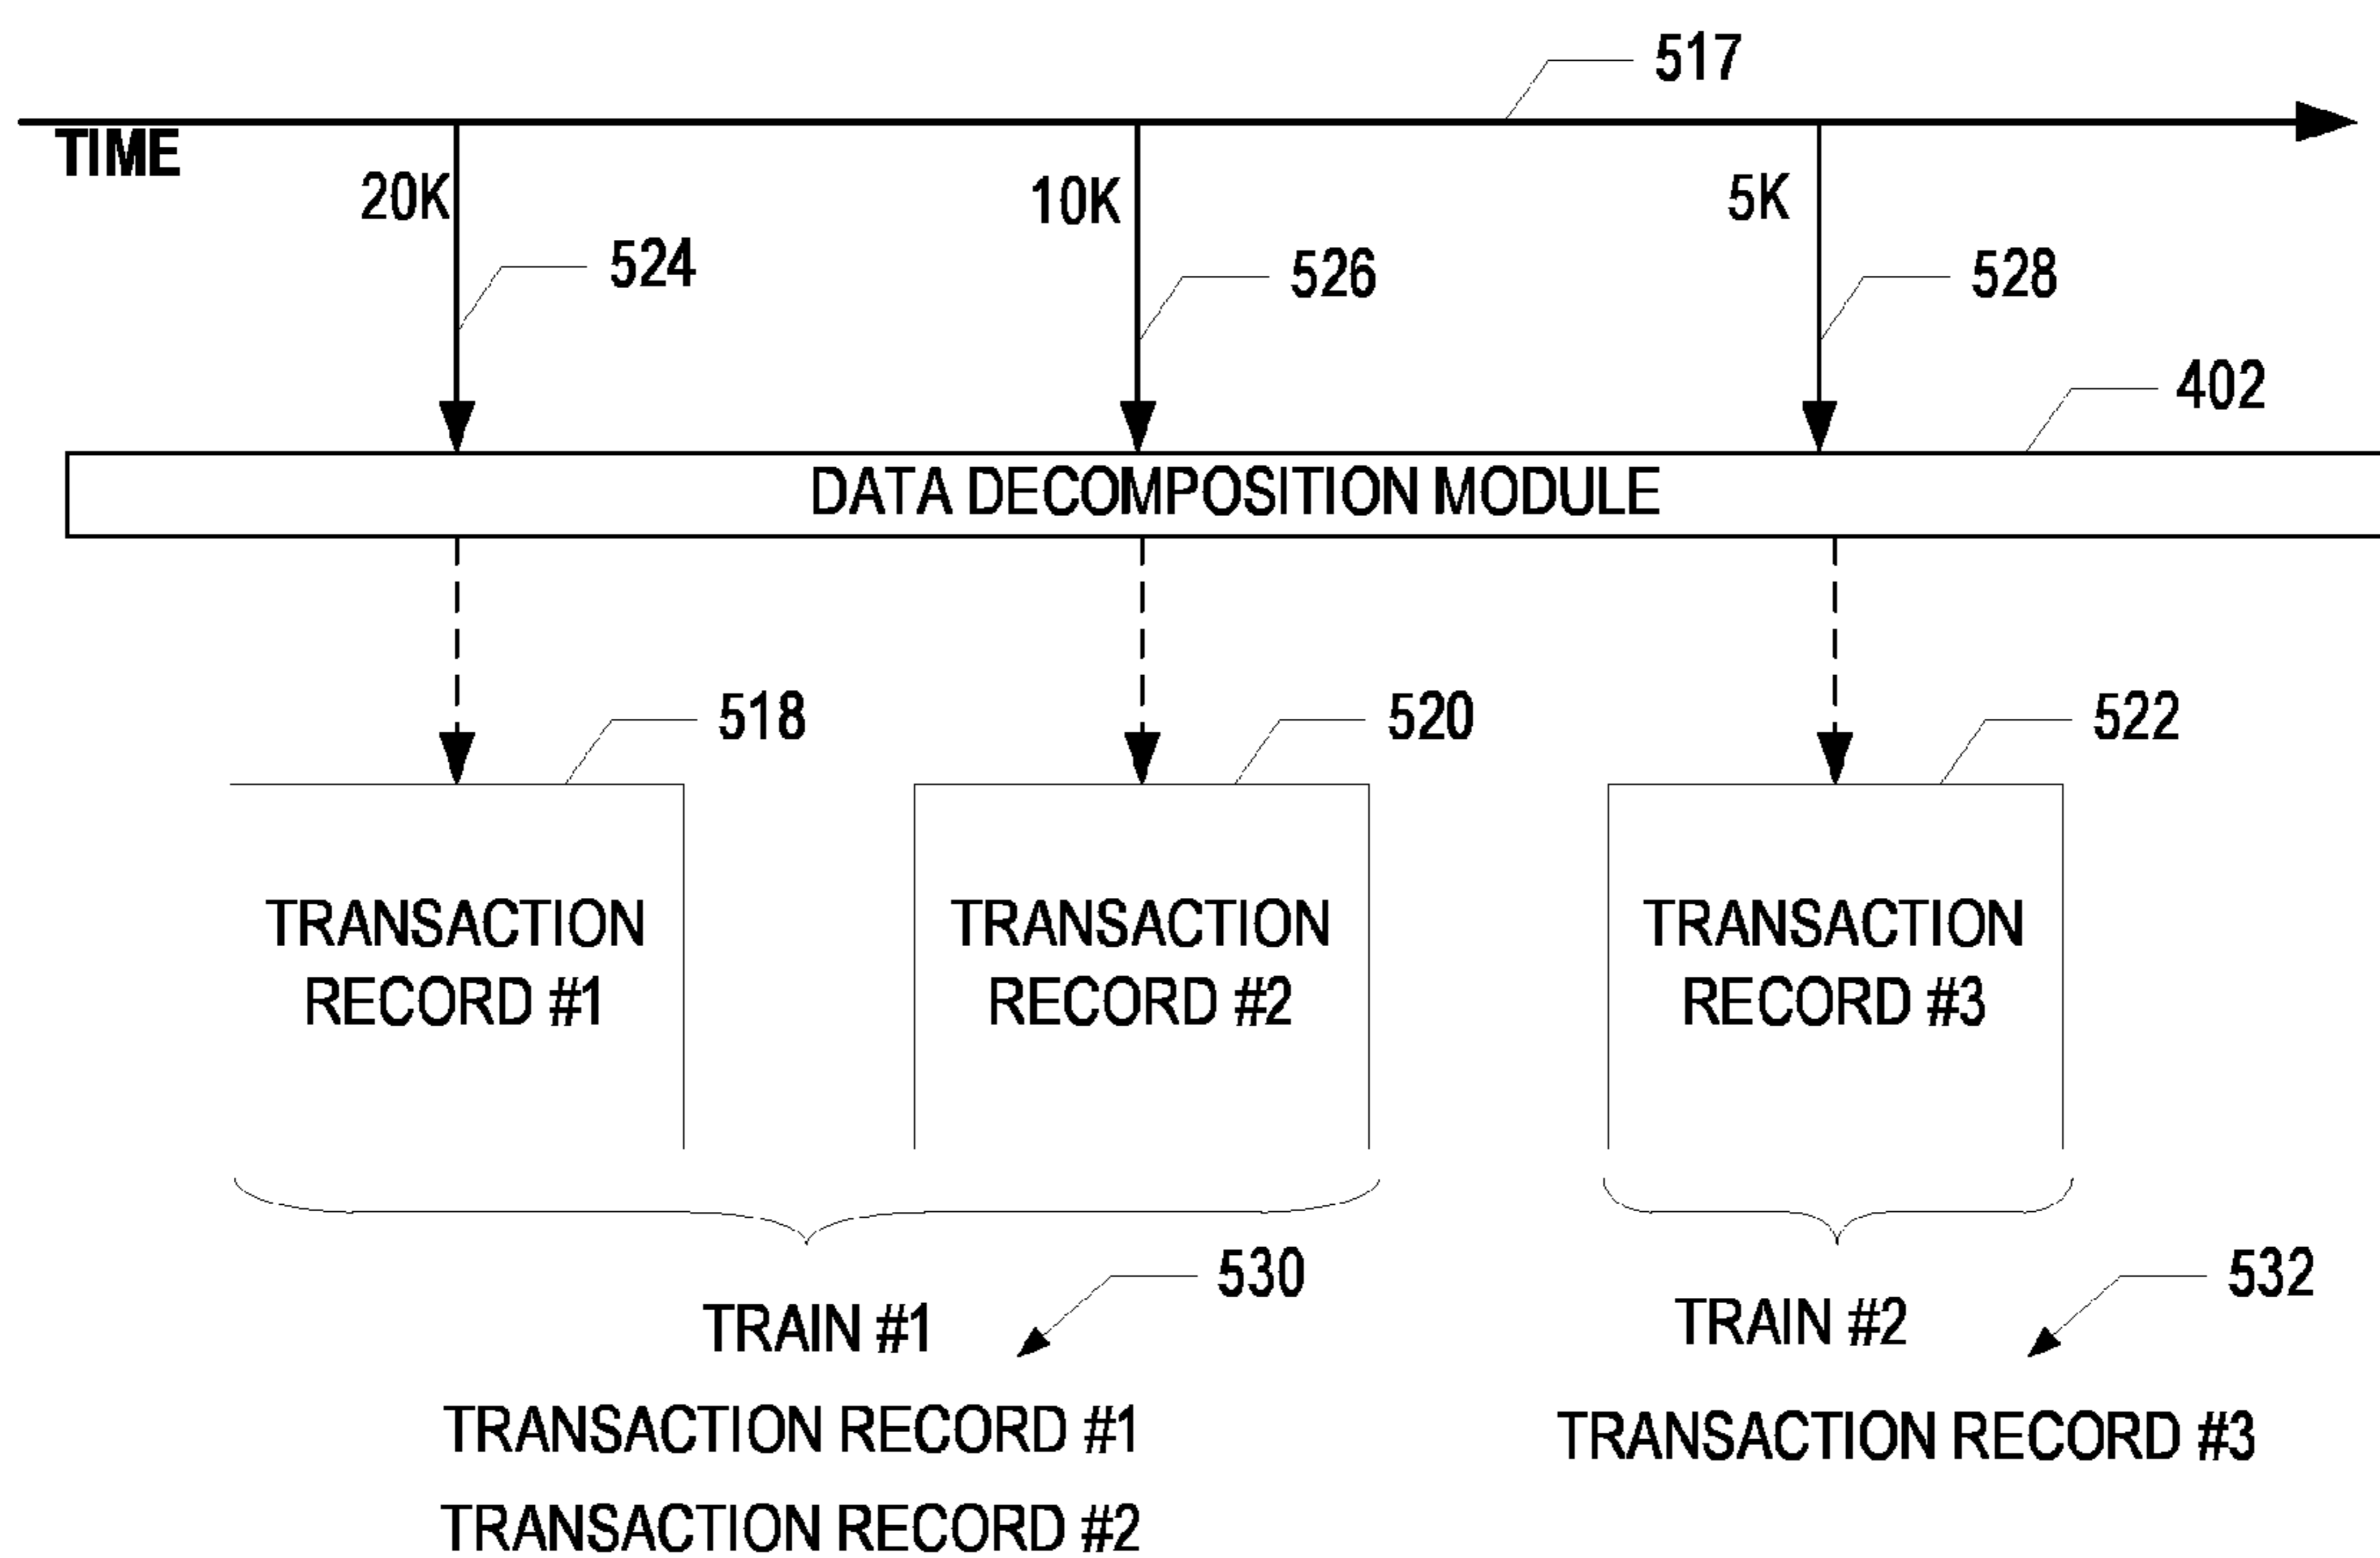 517
TIME
20K
10K
5K
524
526
528
402
DATA DECOMPOSITION MODULE
518
520
522
TRANSACTION
RECORD #1
TRANSACTION
RECORD #2
TRANSACTION
RECORD #3
530
532
TRAIN #1
TRANSACTION RECORD #1
TRANSACTION RECORD #2
TRAIN #2
TRANSACTION RECORD #3